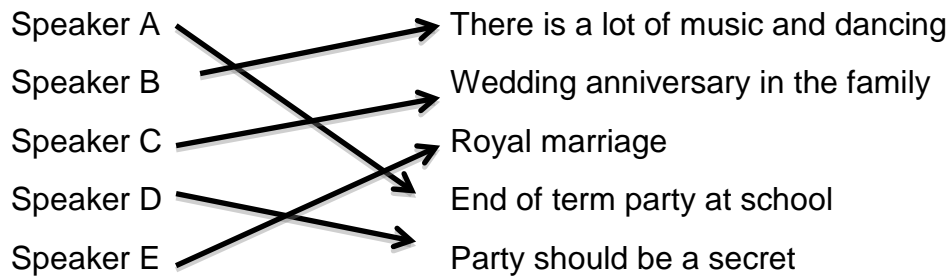 Speaker A There is a lot of music and dancing
Speaker B Wedding anniversary in the family
Speaker C Royal marriage
Speaker D End of term party at school
Speaker E Party should be a secret